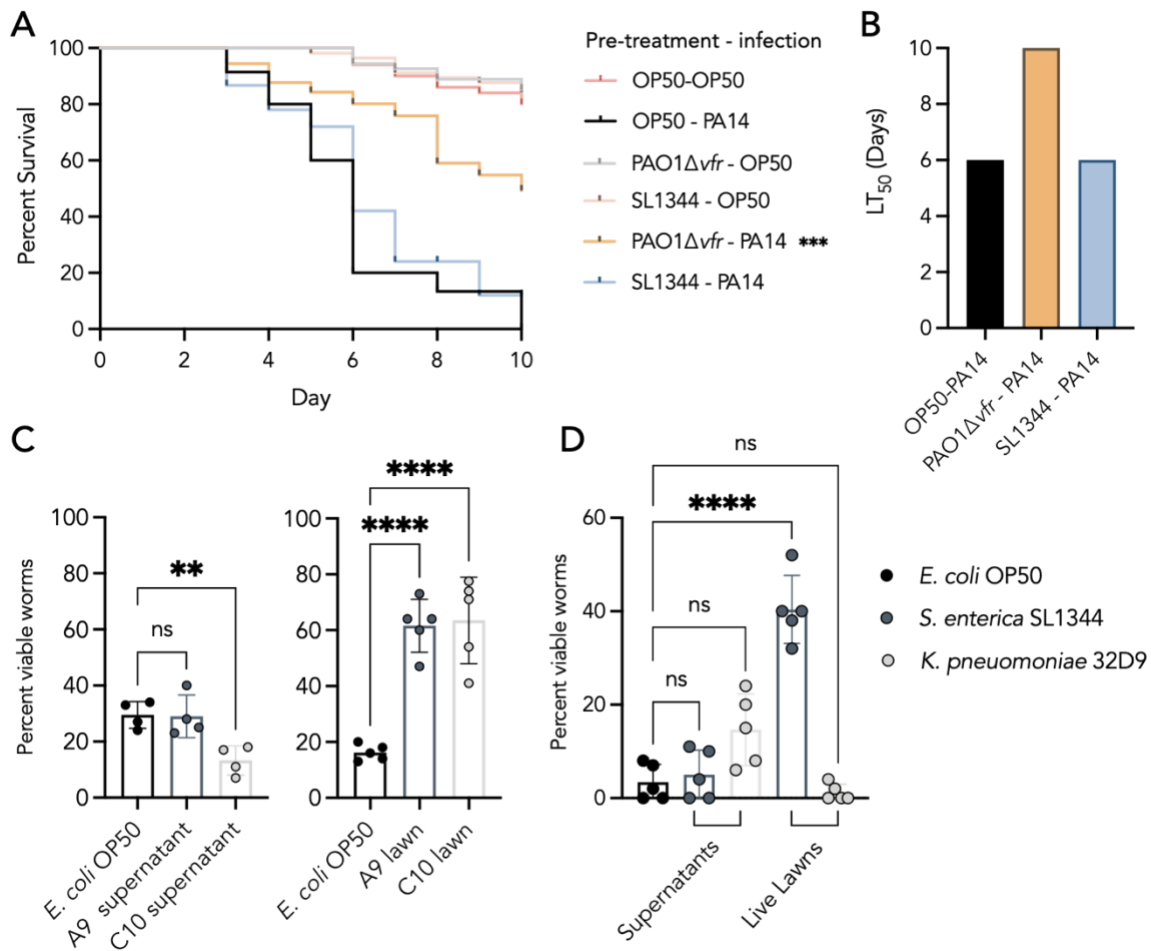 A
Percent Survival
100
80
60
40
20
0
0 2 4 6 8 10
Day
Pre-treatment - infection
OP50-OP50
OP50 - PA14
PAO1Δvfr - OP50
SL1344 - OP50
PAO1Δvfr - PA14 ***
SL1344 - PA14
B
LT50 (Days)
10
8
6
4
2
0
OP50-PA14
PAO1Δvfr - PA14
SL1344 - PA14
C
Percent viable worms
100
80
60
40
20
0
**
ns
E. coli OP50
A9 supernatant
C10 supernatant
100
80
60
40
20
0
****
****
E. coli OP50
A9 lawn
C10 lawn
D
Percent viable worms
60
40
20
0
ns
****
ns
ns
Supernatants
Live Lawns
E. coli OP50
S. enterica SL1344
K. pneuomoniae 32D9